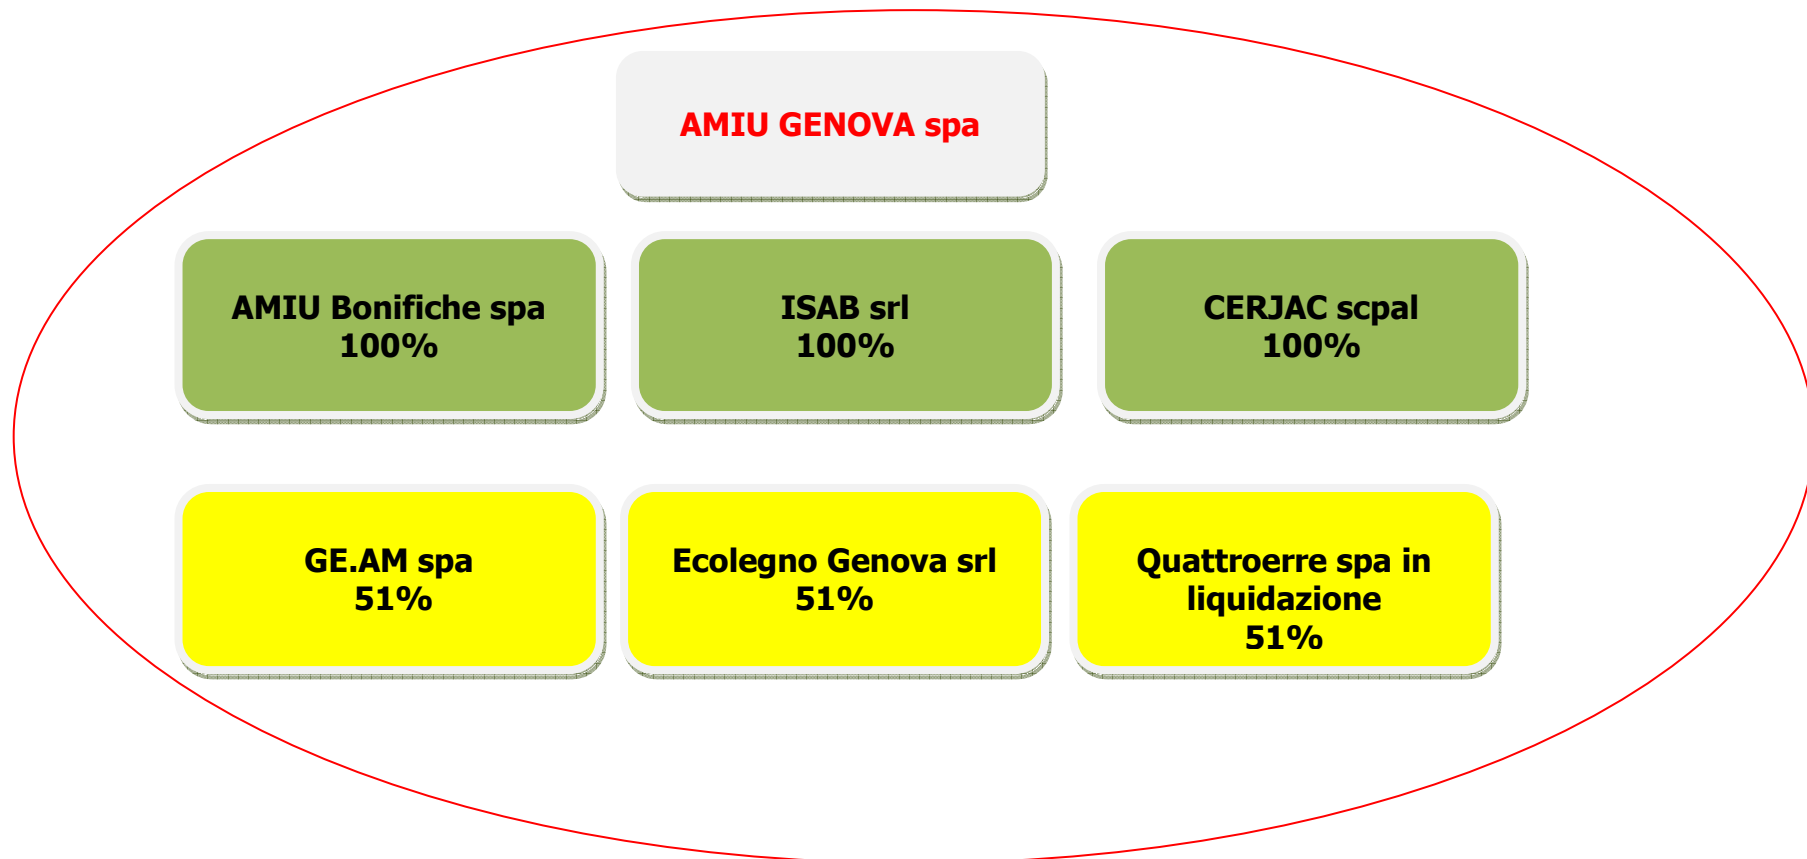 AMIU GENOVA spa
AMIU Bonifiche spa
100%
ISAB srl
100%
CERJAC scpal
100%
GE.AM spa
51%
Ecolegno Genova srl
51%
Quattroerre spa in
liquidazione
51%